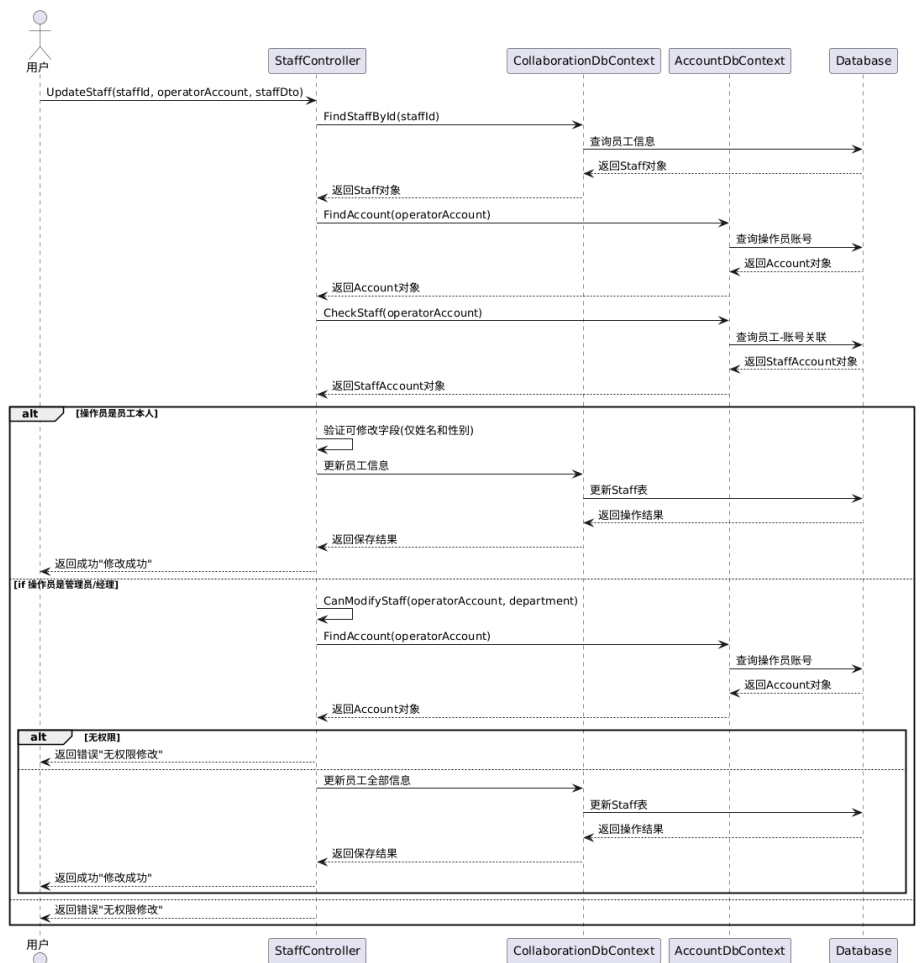 用户
StaffController
CollaborationDbContext
AccountDbContext
Database
UpdateStaff(staffId, operatorAccount, staffDto)
FindStaffById(staffId)
查询员工信息
返回Staff对象
返回Staff对象
FindAccount(operatorAccount)
查询操作员账号
返回Account对象
返回Account对象
CheckStaff(operatorAccount)
查询员工-账号关联
返回StaffAccount对象
返回StaffAccount对象
alt [操作员是员工本人]
验证可修改字段(仅姓名和性别)
更新员工信息
更新Staff表
返回操作结果
返回保存结果
返回成功"修改成功"
[if 操作员是管理员/经理]
CanModifyStaff(operatorAccount, department)
FindAccount(operatorAccount)
查询操作员账号
返回Account对象
返回Account对象
alt [无权限]
返回错误"无权限修改"
更新员工全部信息
更新Staff表
返回操作结果
返回保存结果
返回成功"修改成功"
返回错误"无权限修改"
用户
StaffController
CollaborationDbContext
AccountDbContext
Database